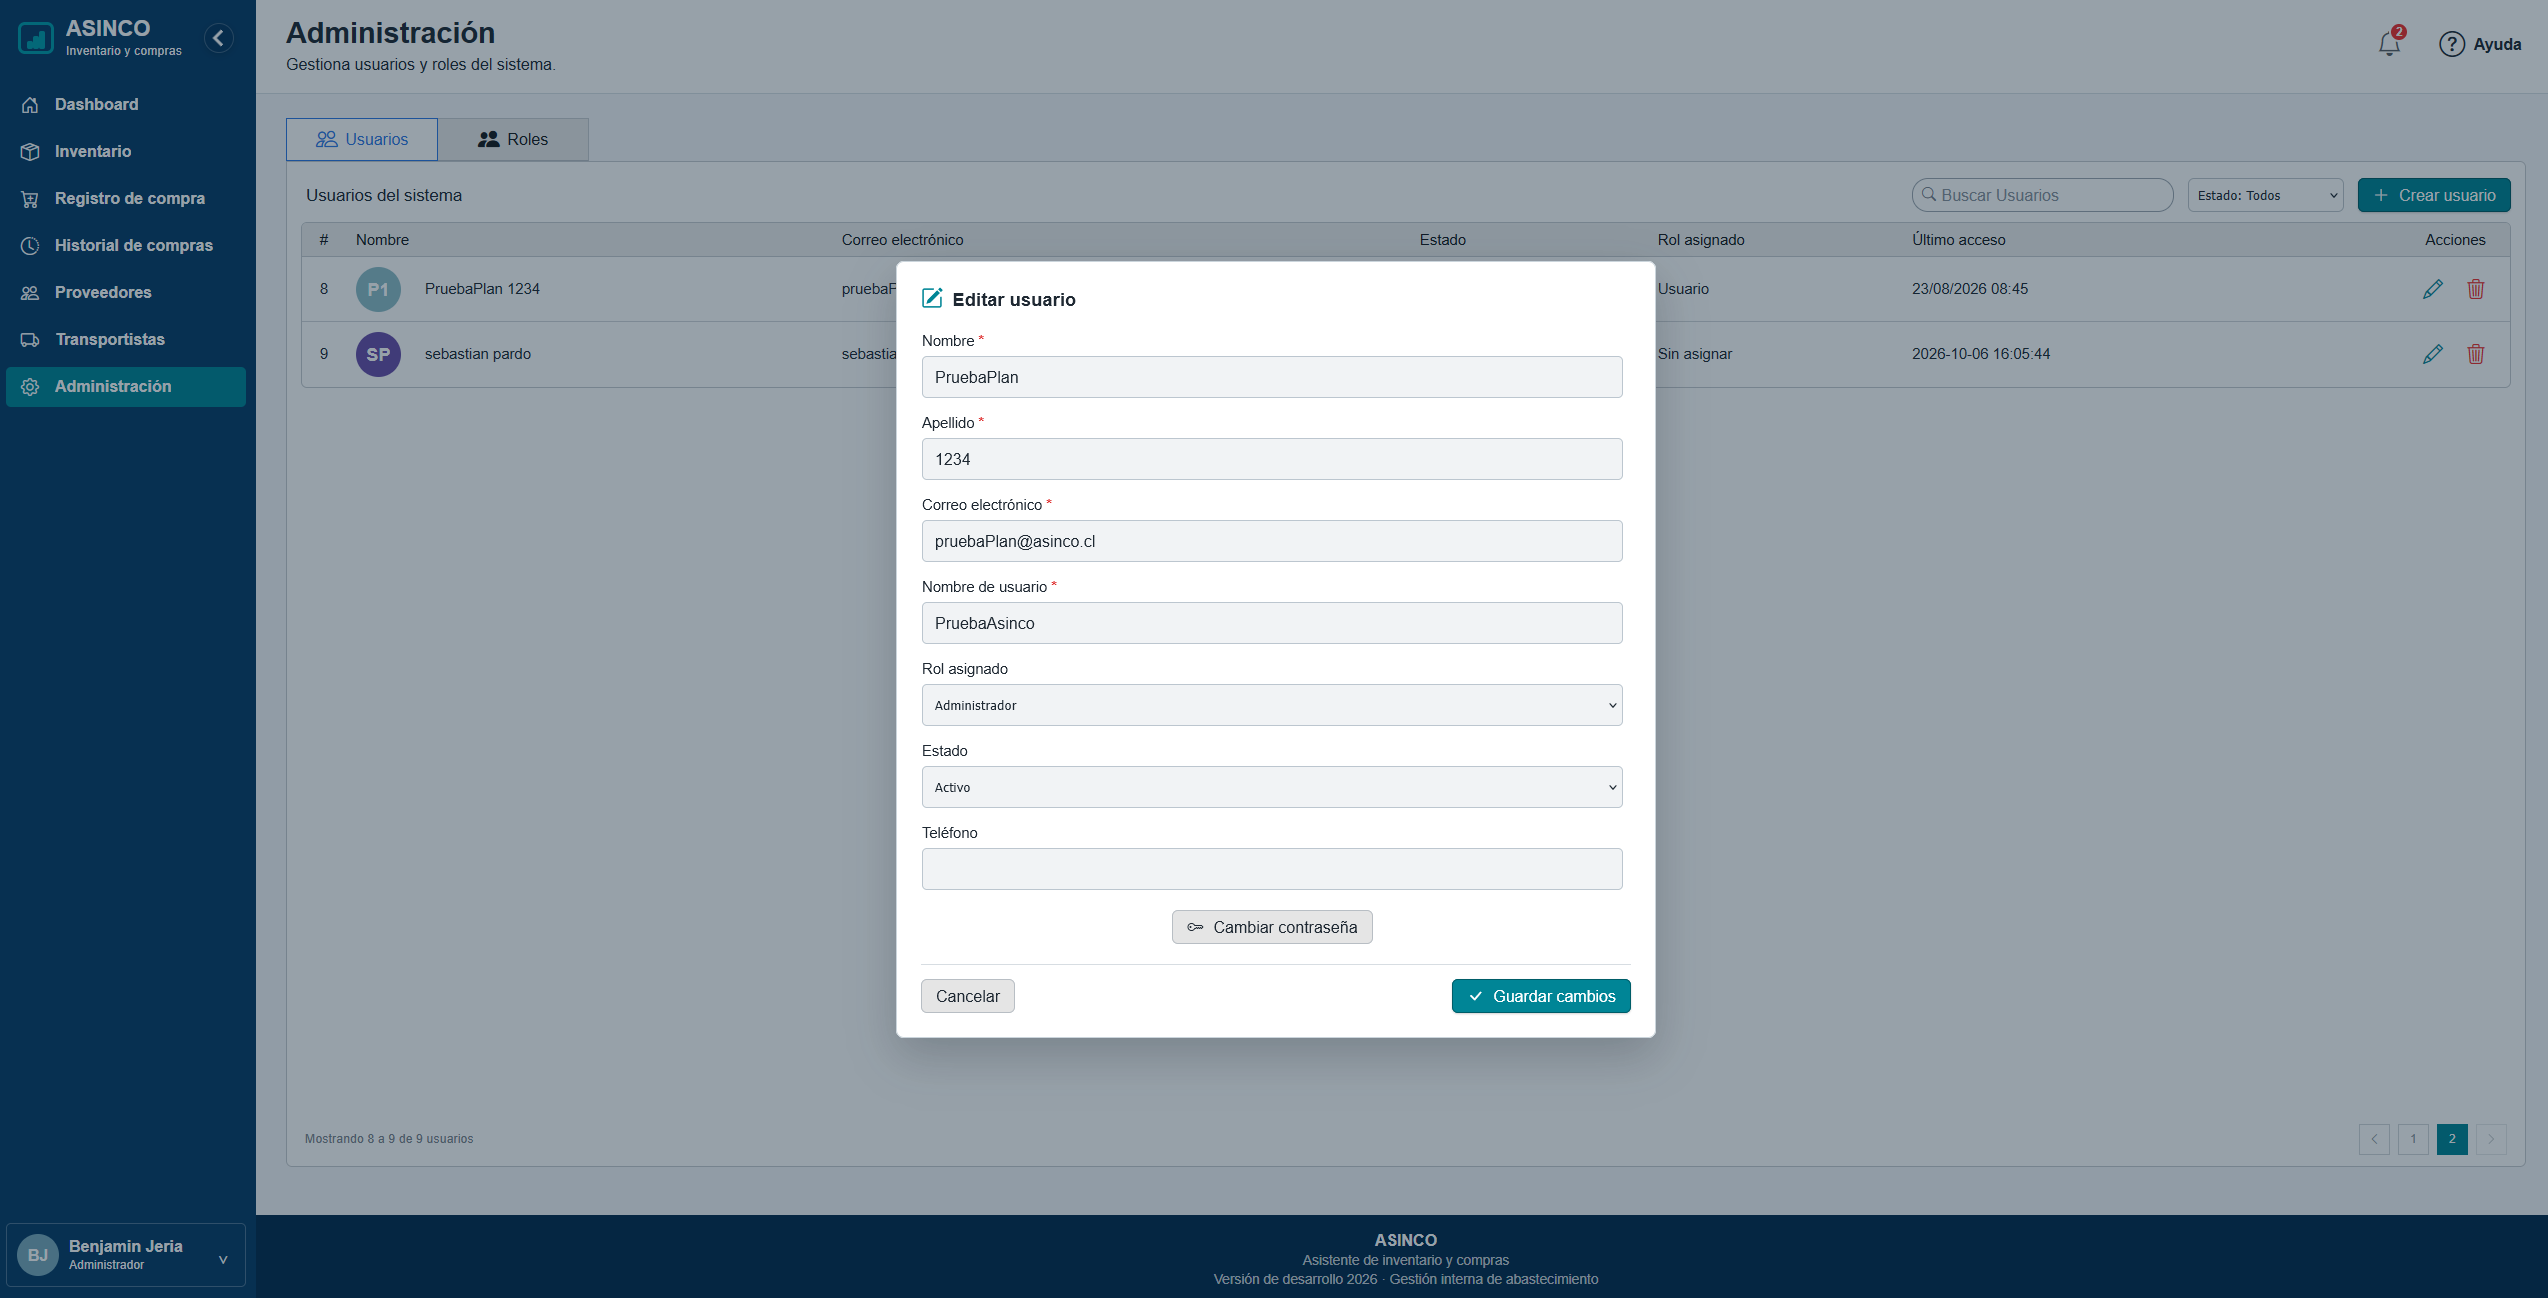 ASINCO
Inventario y compras
Dashboard
Inventario
Registro de compra
Historial de compras
Proveedores
Transportistas
Administración
Benjamin Jeria
Administrador
BJ
v
Administración
Gestiona usuarios y roles del sistema.
2
? Ayuda
Usuarios
Roles
Usuarios del sistema
Buscar Usuarios
Estado: Todos
+ Crear usuario
# Nombre Correo electrónico Estado Rol asignado Último acceso Acciones
8 P1 PruebaPlan 1234 Usuario 23/08/2026 08:45
9 SP sebastian pardo Sin asignar 2026-10-06 16:05:44
Editar usuario
Nombre *
PruebaPlan
Apellido *
1234
Correo electrónico *
pruebaPlan@asinco.cl
Nombre de usuario *
PruebaAsinco
Rol asignado
Administrador
Estado
Activo
Teléfono
Cambiar contraseña
Cancelar
Guardar cambios
Mostrando 8 a 9 de 9 usuarios
1 2
ASINCO
Asistente de inventario y compras
Versión de desarrollo 2026 · Gestión interna de abastecimiento